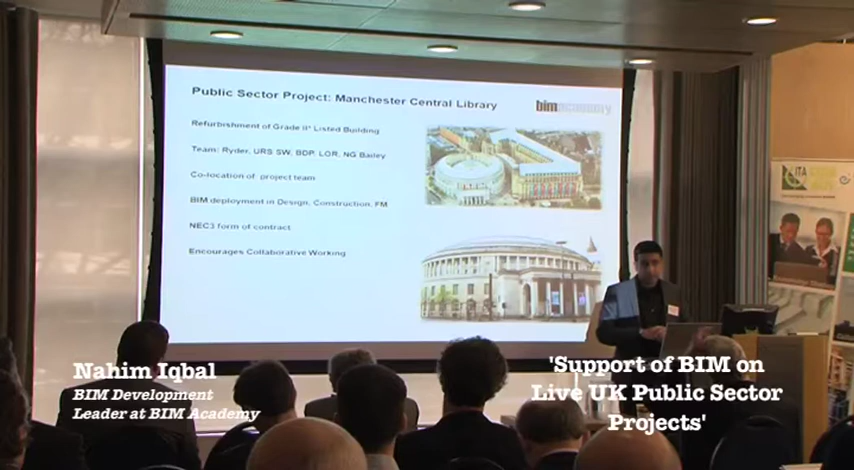 Public Sector Project: Manchester Central Library
bimacademy
Refurbishment of Grade II* Listed Building
Team: Ryder, URS SW, BDP, LOR, NG Bailey
Co-location of project team
BIM deployment in Design, Construction, FM
NEC3 form of contract
Encourages Collaborative Working
ITA
Nahim Iqbal
BIM Development
Leader at BIM Academy
'Support of BIM on
Live UK Public Sector
Projects'